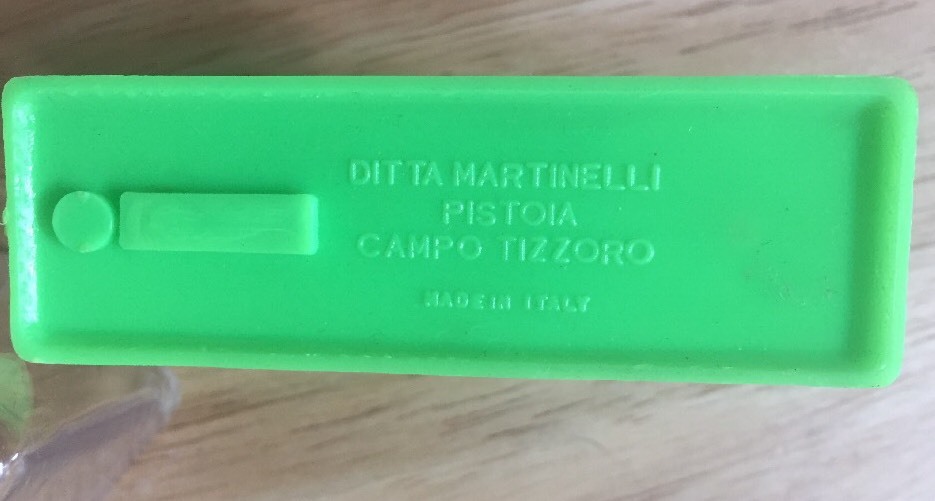 DITTA MARTINELLI
PISTOIA
CAMPO TIZZORO
MADE IN ITALY